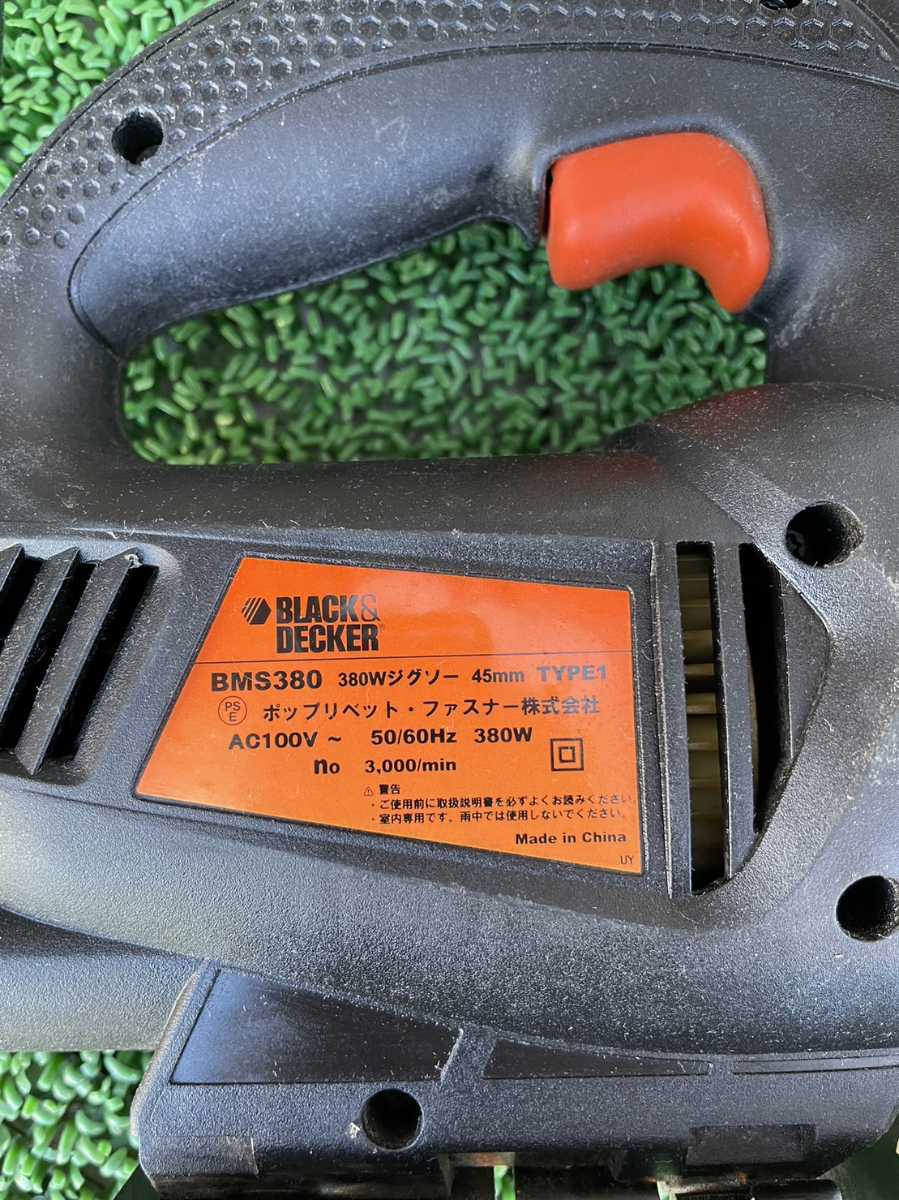 BLACK&
DECKER
BMS380 380Wジグソー 45mm TYPE1
PS
E
ポップリベット・ファスナー株式会社
AC100V ~ 50/60Hz 380W
no 3,000/min
⚠ 警告
・ご使用前に取扱説明書を必ずよくお読みください。
・室内専用です、雨中では使用しないでください。
Made in China
UY